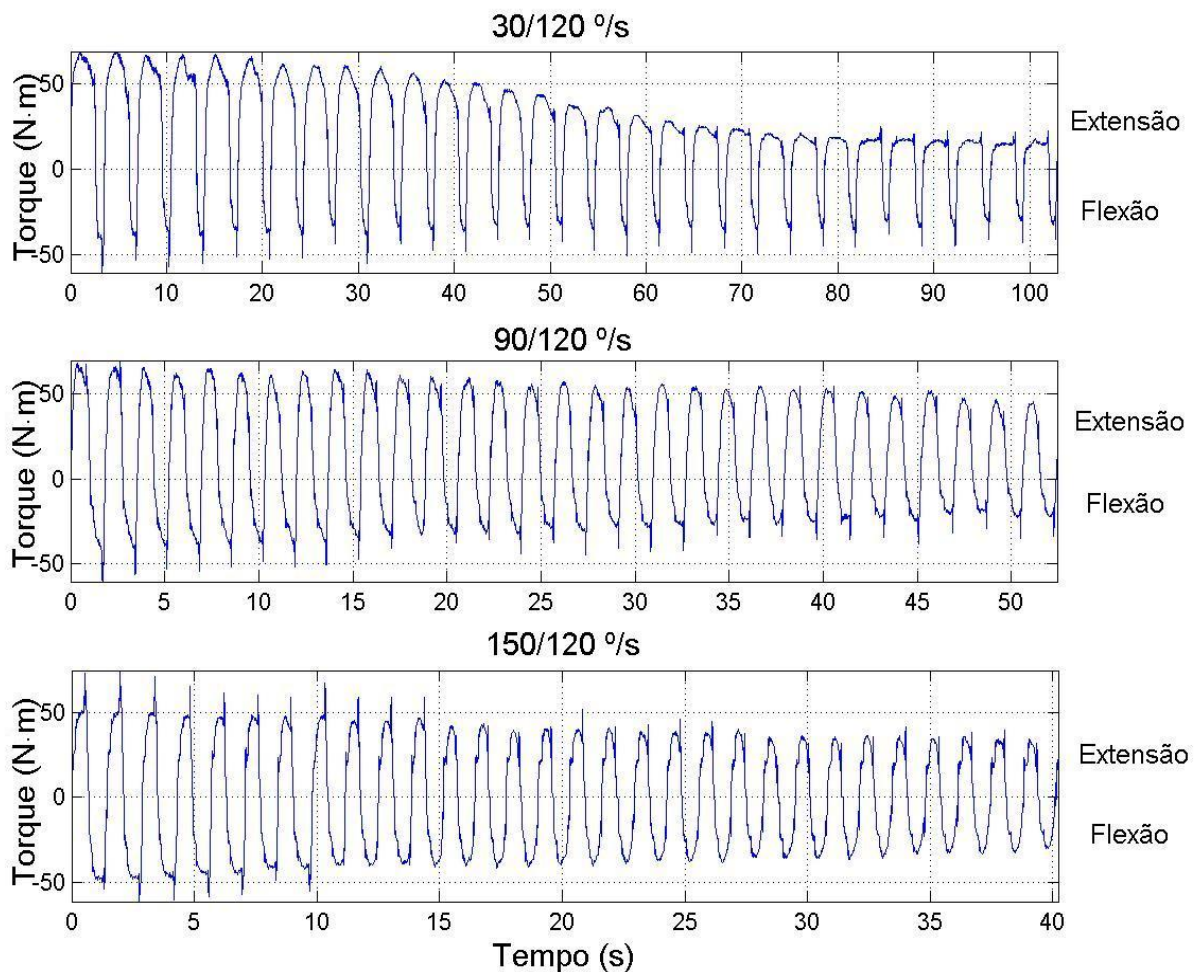 30/120 º/s
Torque (N·m)
50
0
-50
0 10 20 30 40 50 60 70 80 90 100
Extensão
Flexão
90/120 º/s
Torque (N·m)
50
0
-50
0 5 10 15 20 25 30 35 40 45 50
Extensão
Flexão
150/120 º/s
Torque (N·m)
50
0
-50
0 5 10 15 20 25 30 35 40
Extensão
Flexão
Tempo (s)